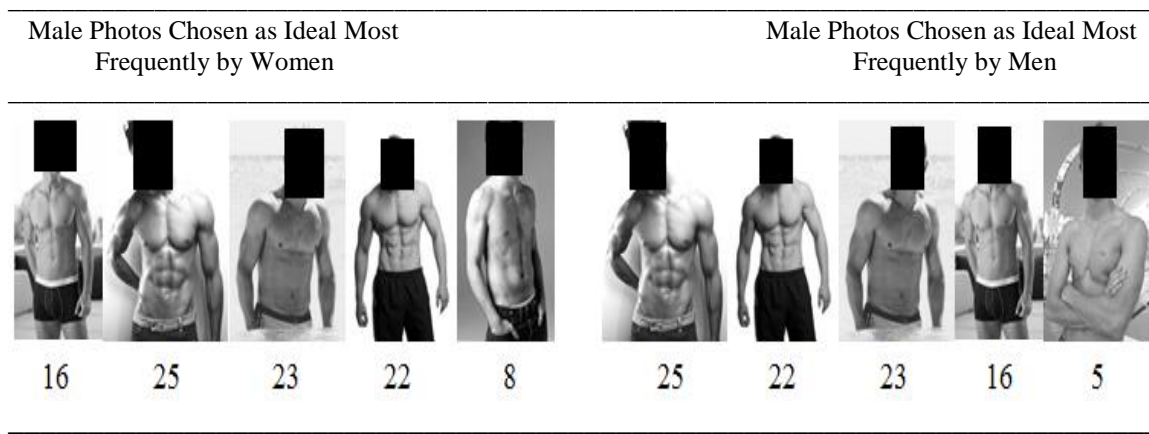 Male Photos Chosen as Ideal Most
Frequently by Women
Male Photos Chosen as Ideal Most
Frequently by Men
16 25 23 22 8
25 22 23 16 5